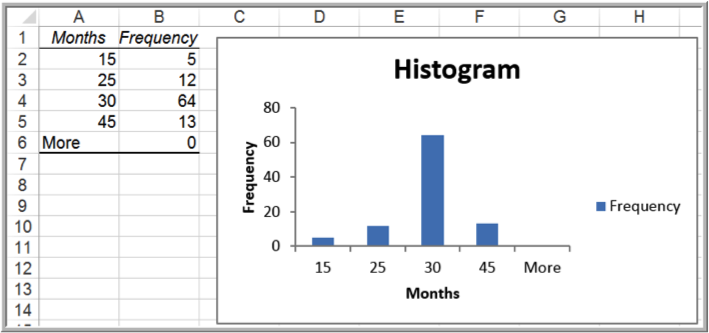 A B C D E F G H
1 Months Frequency
2 15 5
3 25 12
4 30 64
5 45 13
6 More 0
7
8
9
10
11
12
13
14
Histogram
80
60
40
20
0
Frequency
15 25 30 45 More
Months
Frequency